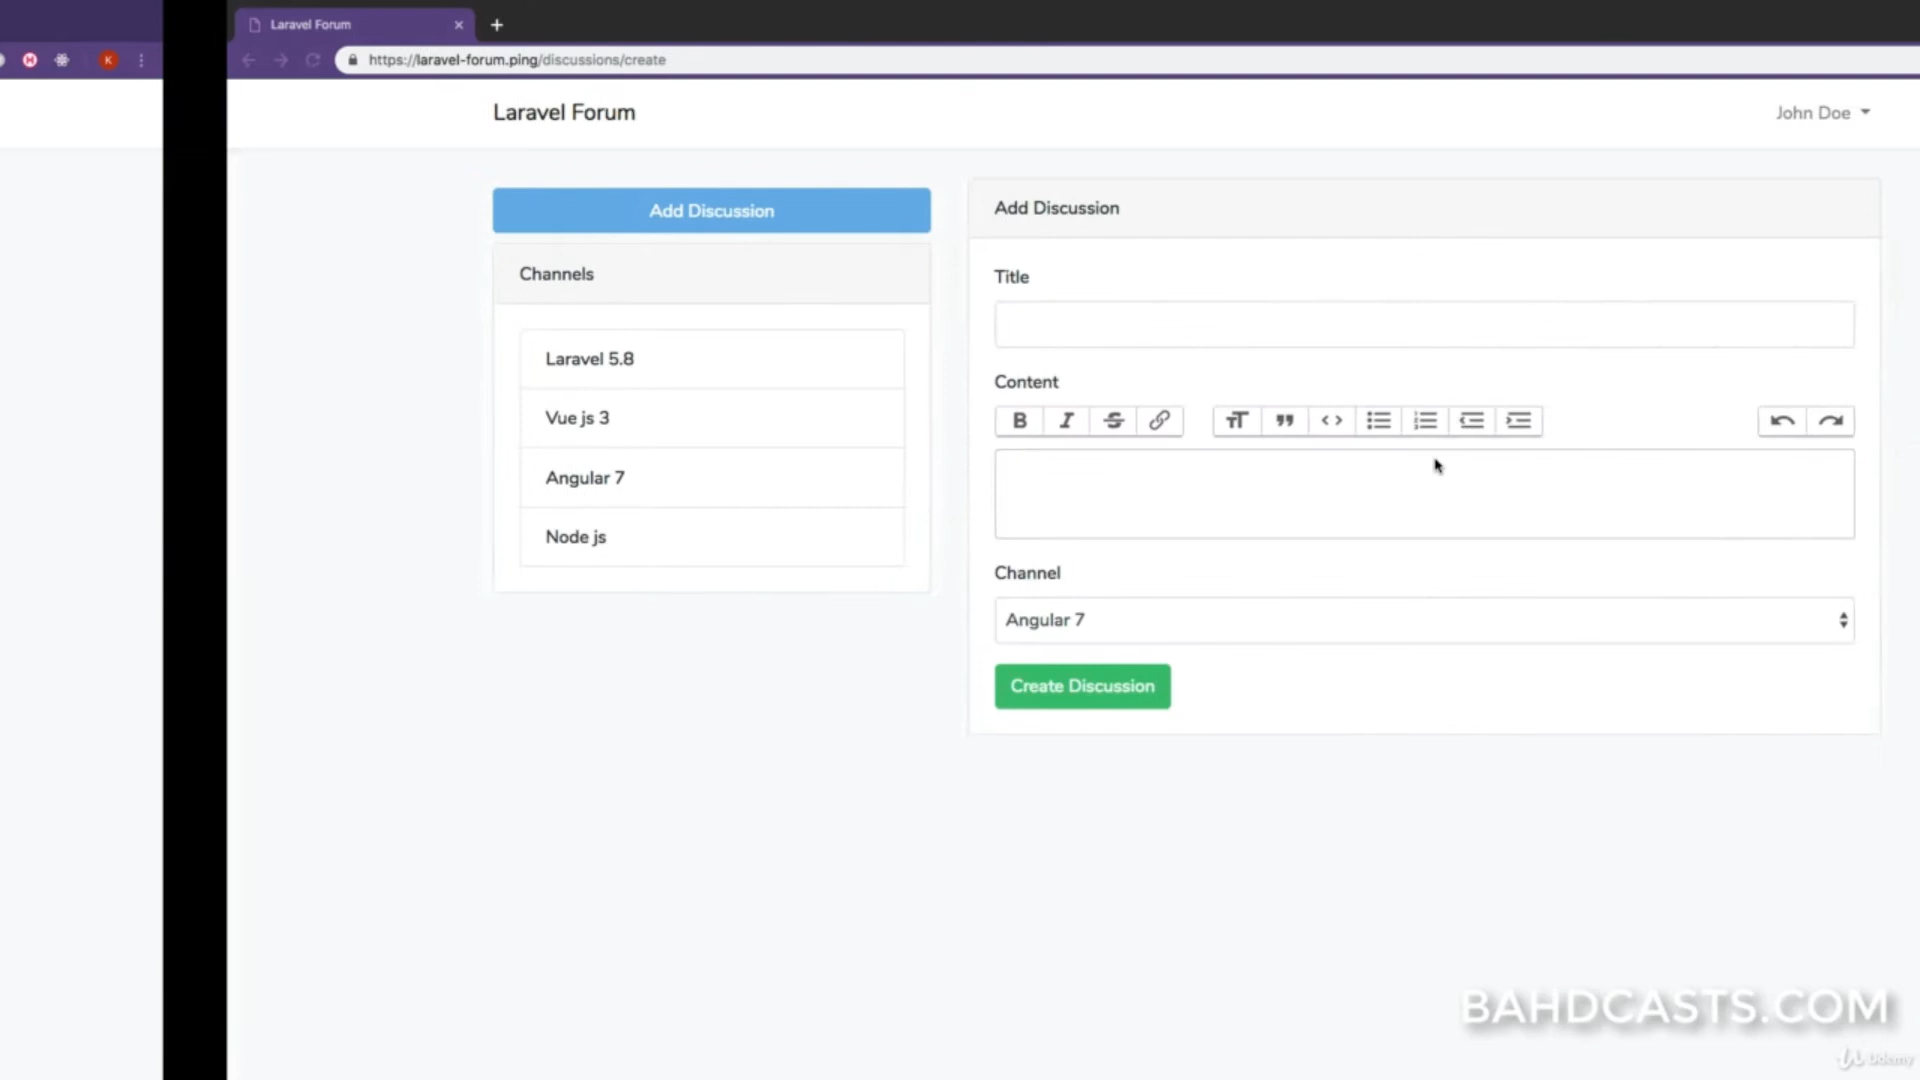 Laravel Forum
K
https://laravel-forum.ping/discussions/create
Laravel Forum
John Doe
Add Discussion
Channels
Laravel 5.8
Vue js 3
Angular 7
Node js
Add Discussion
Title
Content
Channel
Angular 7
Create Discussion
BAHDCASTS.COM
Udemy